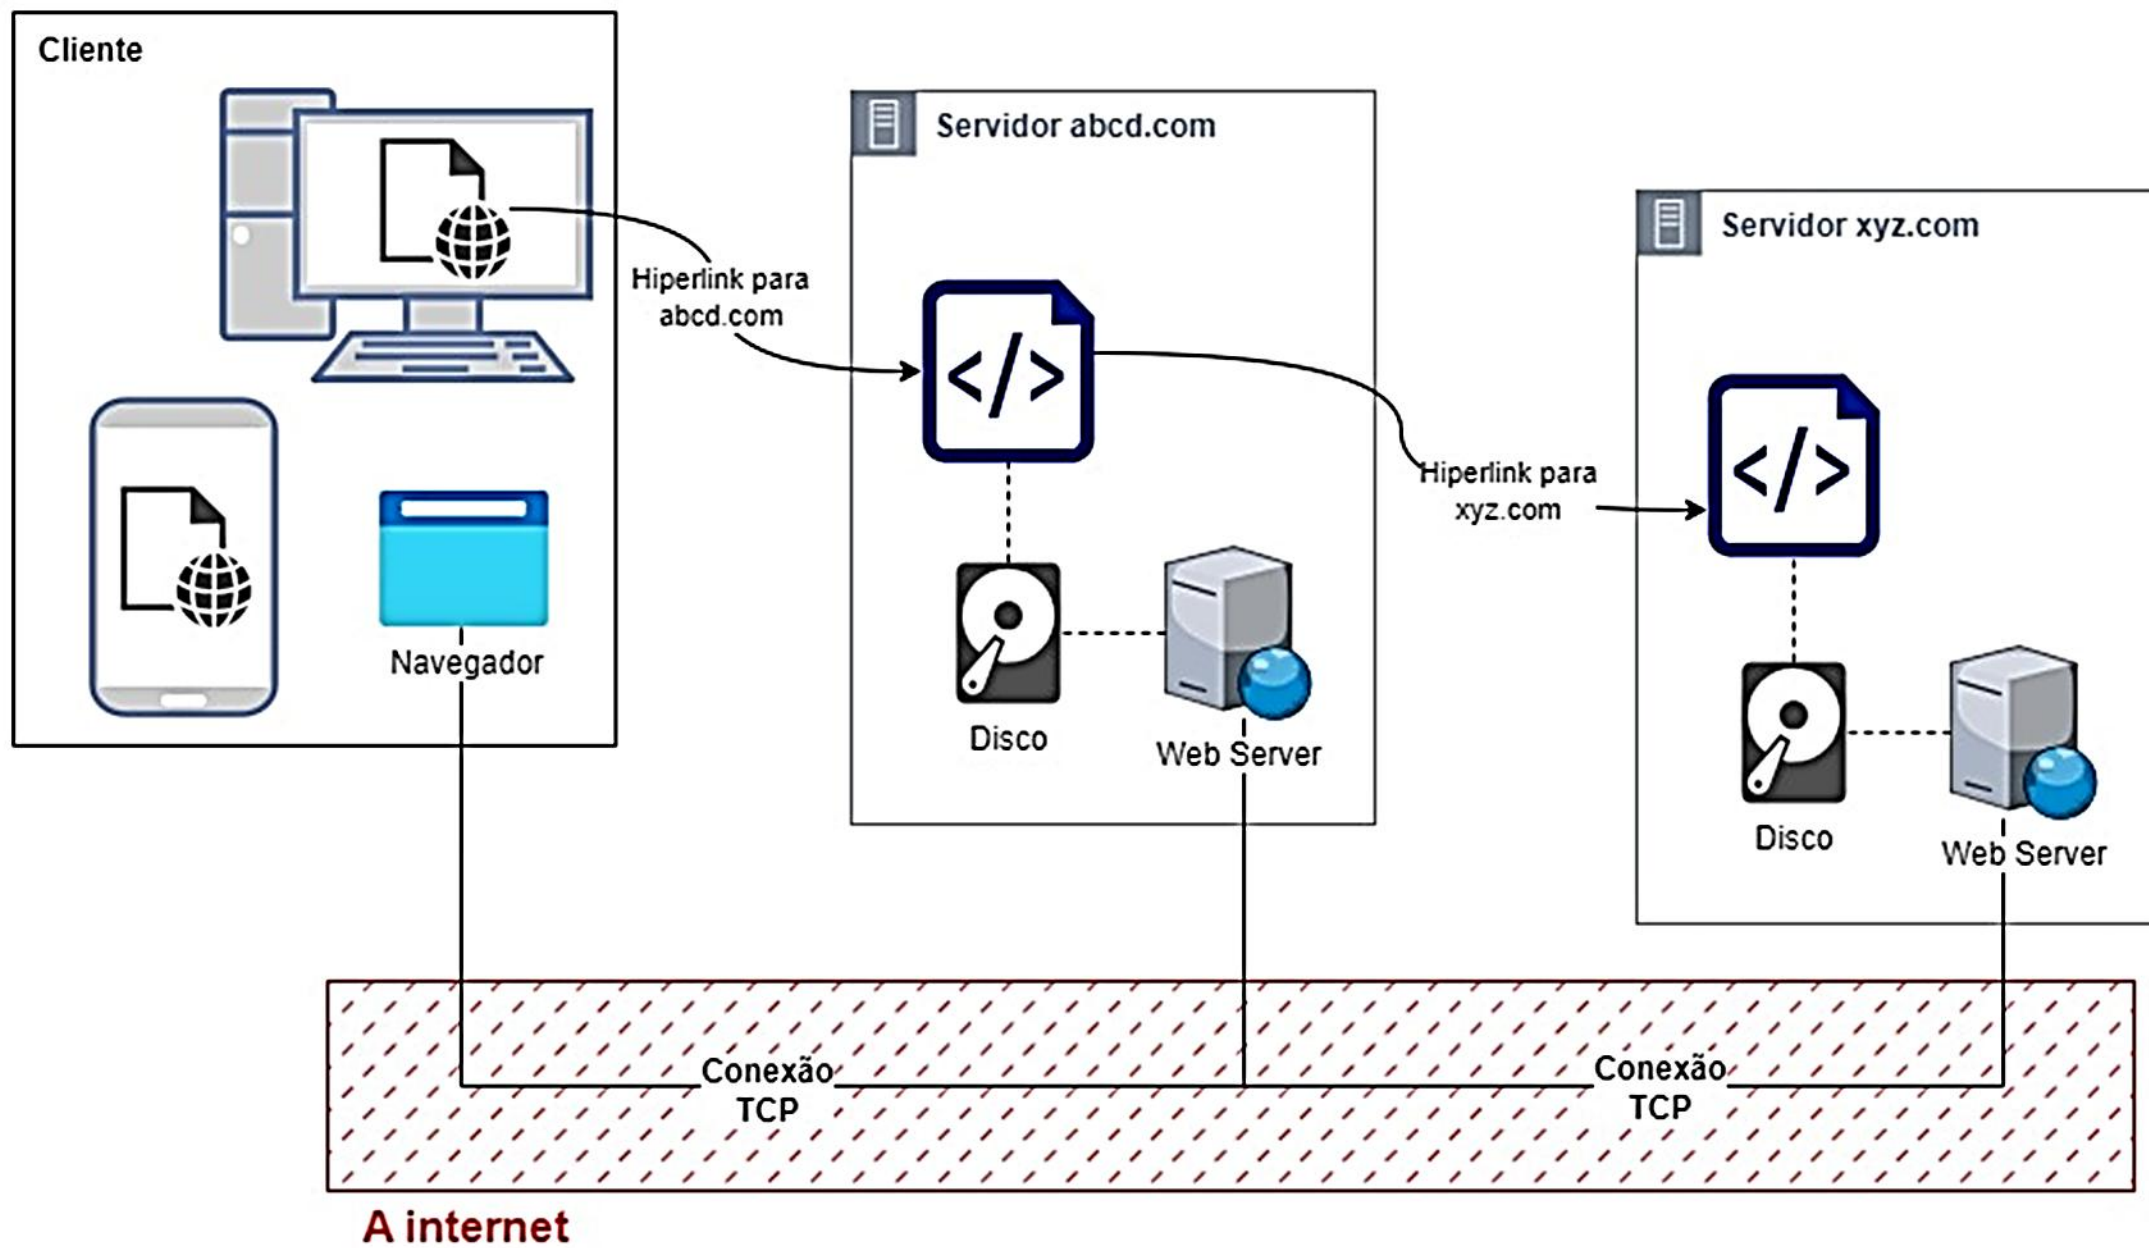 Cliente
Servidor abcd.com
Servidor xyz.com
Hiperlink para
abcd.com
</>
Hiperlink para
xyz.com
</>
Navegador
Disco
Web Server
Disco
Web Server
Conexão
TCP
Conexão
TCP
A internet